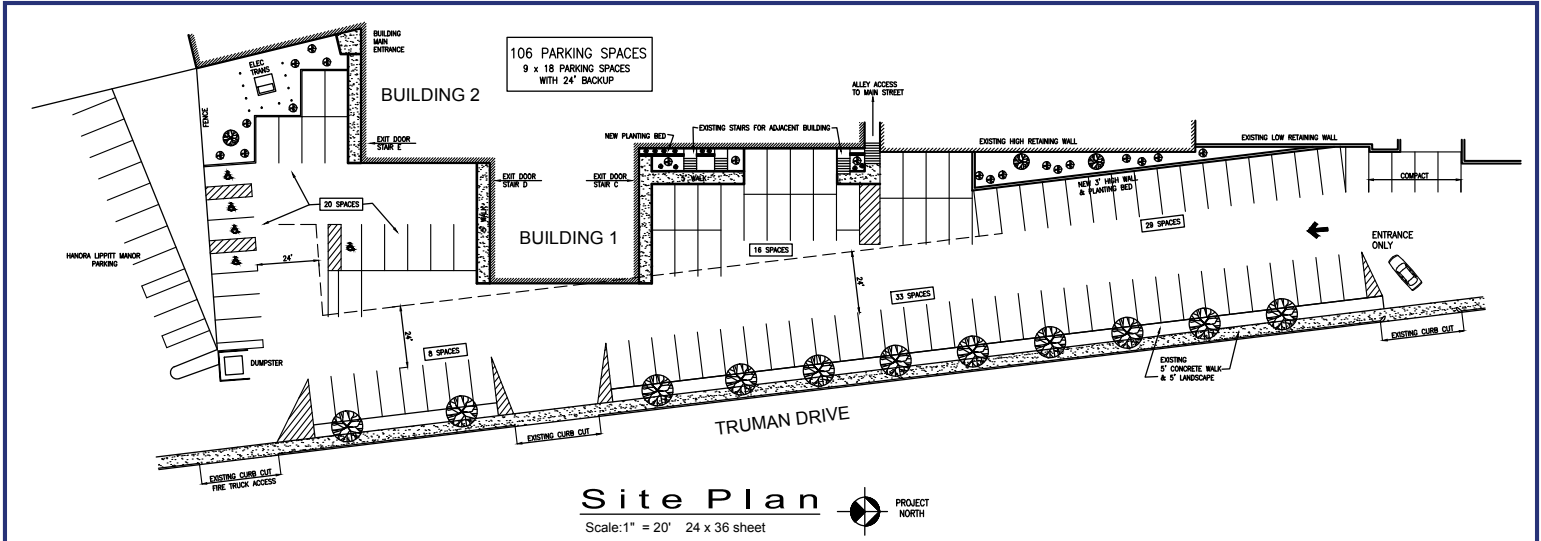 BUILDING
MAIN
ENTRANCE
ELEC
TRANS
BUILDING 2
106 PARKING SPACES
9 x 18 PARKING SPACES
WITH 24' BACKUP
ALLEY ACCESS
TO MAIN STREET
FENCE
EXIT DOOR
STAIR E
NEW PLANTING BED
EXISTING STAIRS FOR ADJACENT BUILDING
EXISTING HIGH RETAINING WALL
EXISTING LOW RETAINING WALL
EXIT DOOR
STAIR D
EXIT DOOR
STAIR C
WALK
NEW 3' HIGH WALL
& PLANTING BED
COMPACT
20 SPACES
WALK
BUILDING 1
16 SPACES
29 SPACES
ENTRANCE
ONLY
HANORA LIPPITT MANOR
PARKING
24'
24'
33 SPACES
24'
8 SPACES
DUMPSTER
EXISTING CURB CUT
EXISTING
5' CONCRETE WALK
& 5' LANDSCAPE
TRUMAN DRIVE
EXISTING CURB CUT
EXISTING CURB CUT
FIRE TRUCK ACCESS
Site Plan
Scale:1" = 20' 24 x 36 sheet
PROJECT
NORTH